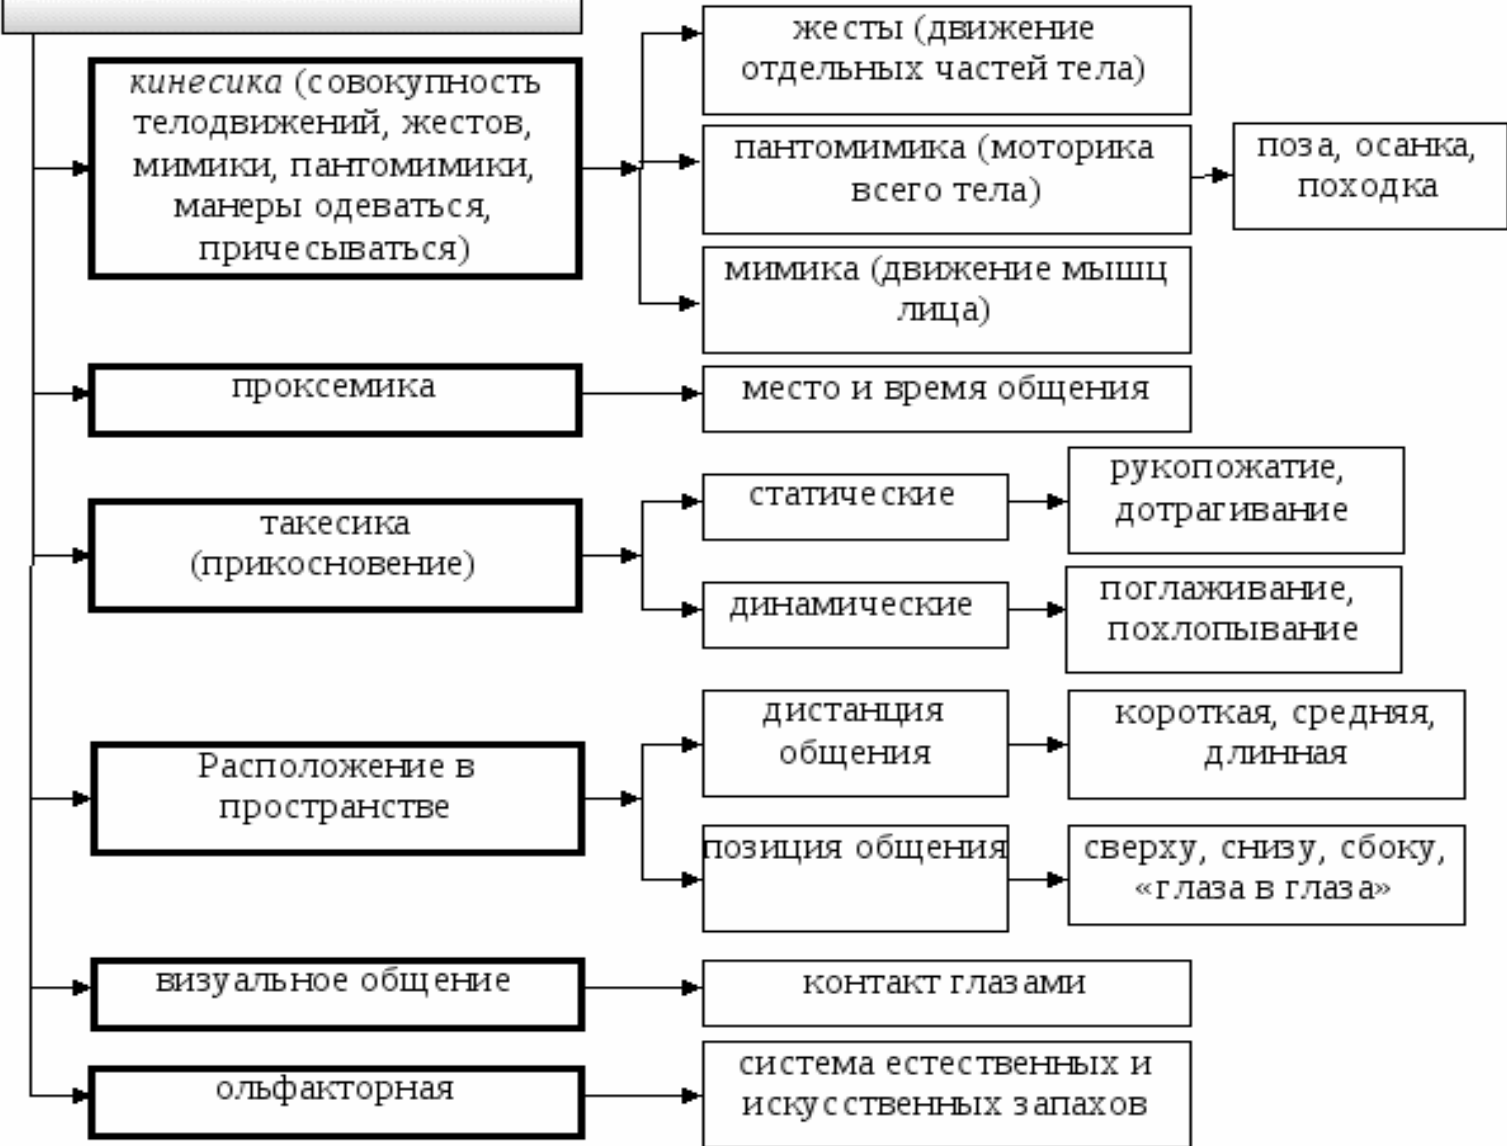 кинесика (совокупность
телодвижений, жестов,
мимики, пантомимики,
манеры одеваться,
причесываться)
жесты (движение
отдельных частей тела)
пантомимика (моторика
всего тела)
поза, осанка,
походка
мимика (движение мышц
лица)
проксемика
место и время общения
такесика
(прикосновение)
статические
рукопожатие,
дотрагивание
динамические
поглаживание,
похлопывание
Расположение в
пространстве
дистанция
общения
короткая, средняя,
длинная
позиция общения
сверху, снизу, сбоку,
«глаза в глаза»
визуальное общение
контакт глазами
ольфакторная
система естественных и
искусственных запахов